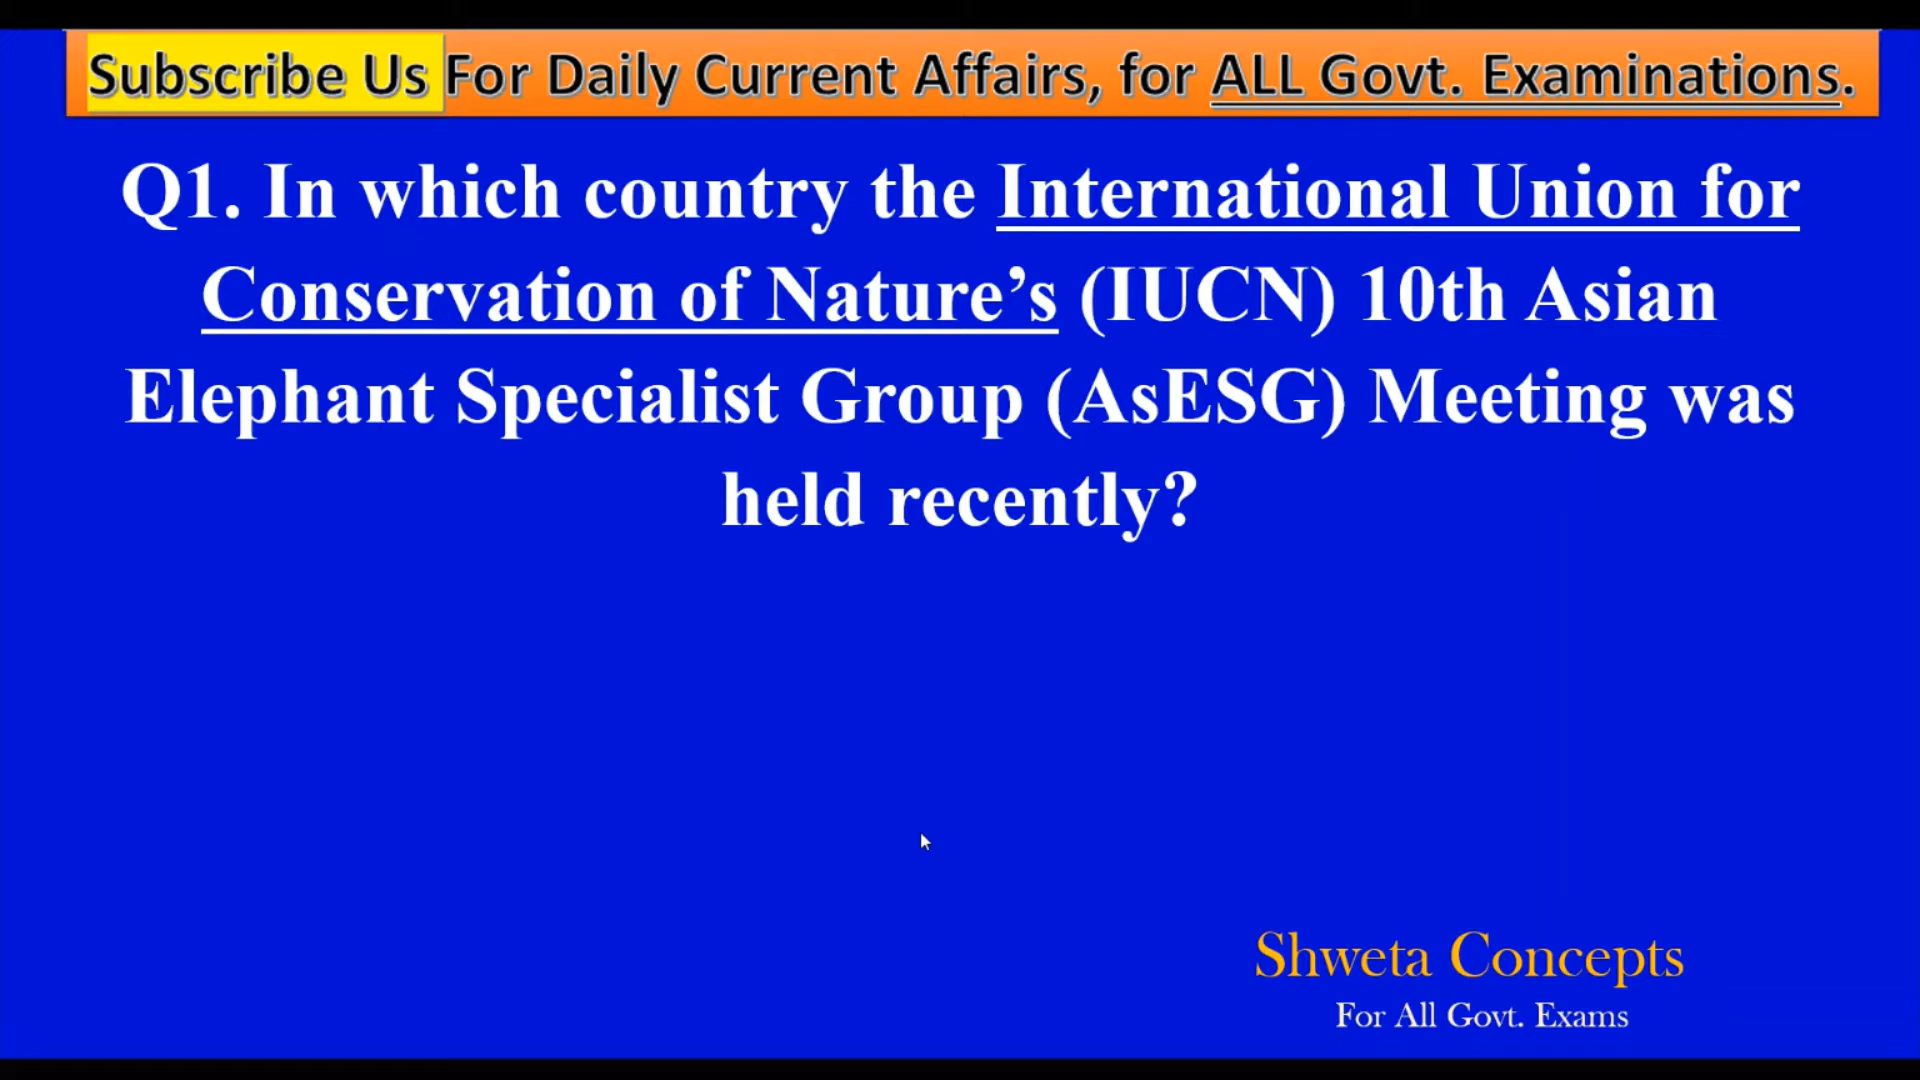 Subscribe Us For Daily Current Affairs, for ALL Govt. Examinations.
Q1. In which country the International Union for
Conservation of Nature’s (IUCN) 10th Asian
Elephant Specialist Group (AsESG) Meeting was
held recently?
Shweta Concepts
For All Govt. Exams